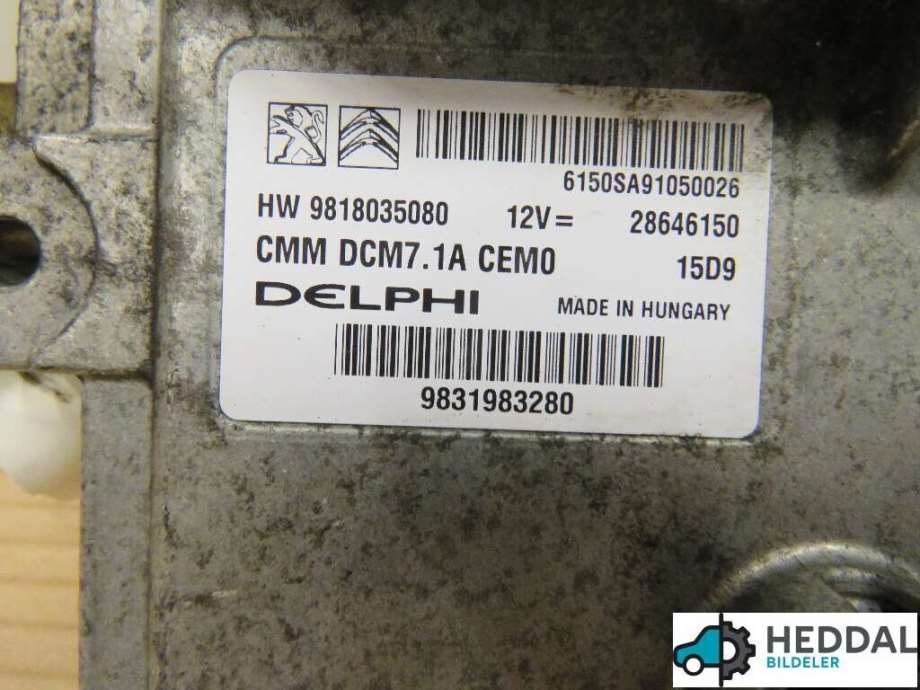 6150SA91050026
HW 9818035080 12V= 28646150
CMM DCM7.1A CEM0 15D9
DELPHI MADE IN HUNGARY
9831983280
HEDDAL
BILDELER